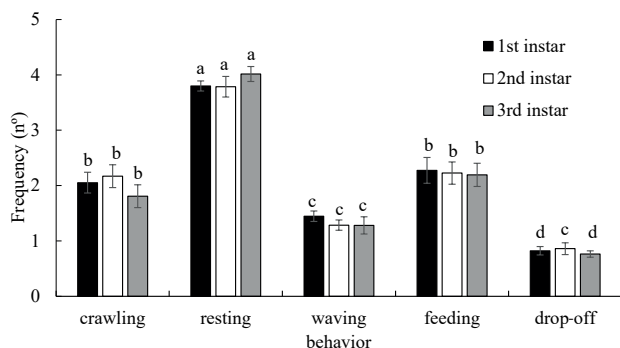 5
4
3
2
1
0
Frequency (nº)
1st instar
2nd instar
3rd instar
b b b
a a a
c c c
b b b
d c d
crawling resting waving feeding drop-off
behavior